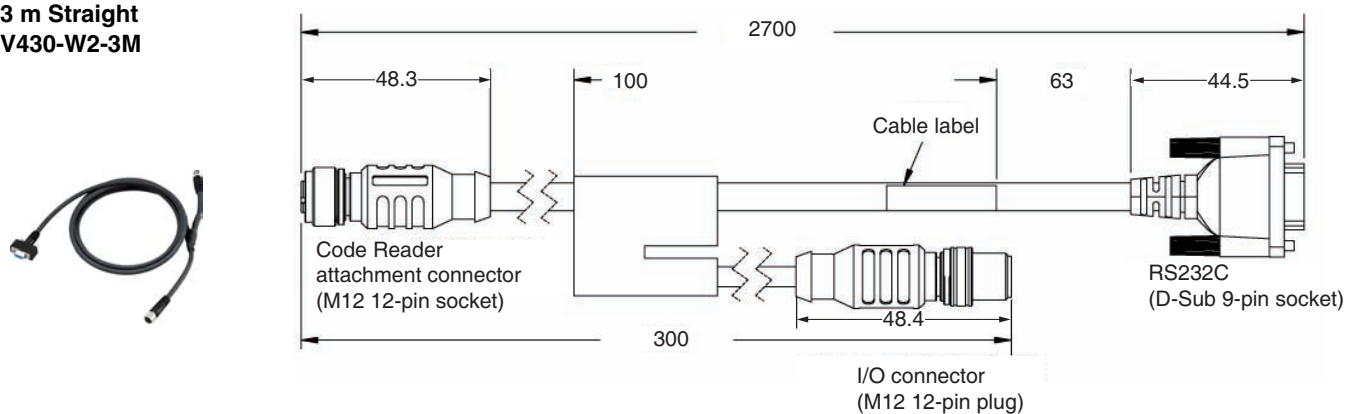 3 m Straight
V430-W2-3M
2700
48.3
100
63
44.5
Cable label
Code Reader
attachment connector
(M12 12-pin socket)
RS232C
(D-Sub 9-pin socket)
48.4
300
I/O connector
(M12 12-pin plug)